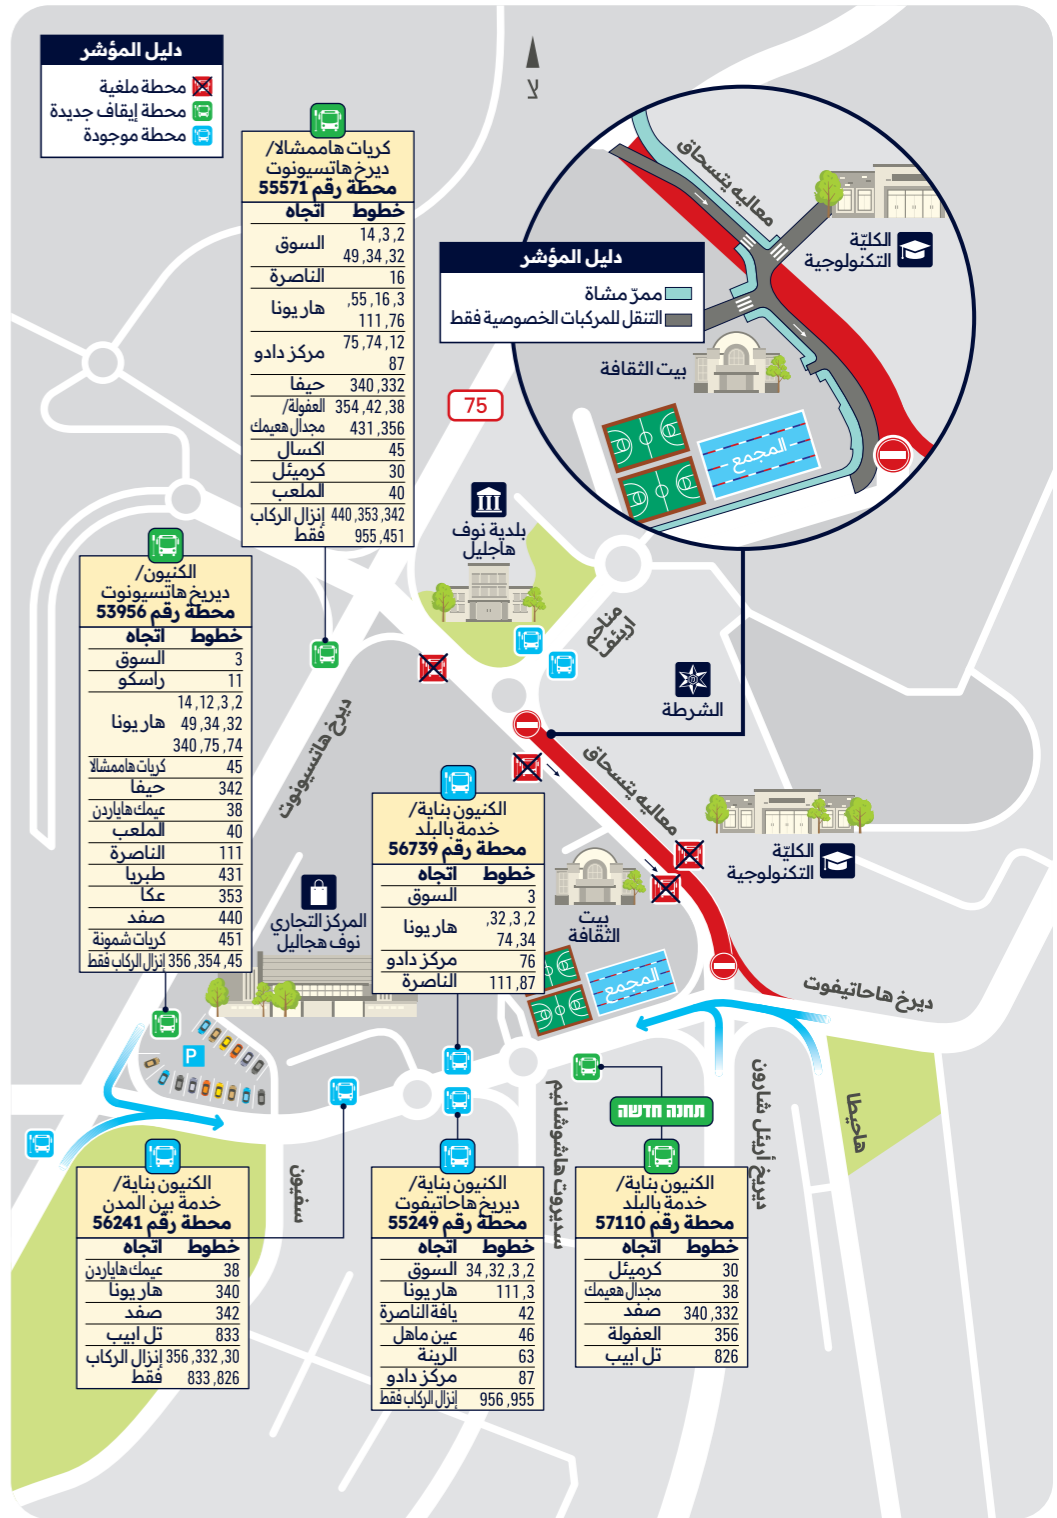 دليل المؤشر
محطة ملغية
محطة إيقاف جديدة
محطة موجودة
لا
كريات هاممشالا/
ديرخ هاتسيونوت
محطة رقم 55571
خطوط اتجاه
2, 3, 14 السوق
32, 34, 49
16 الناصرة
3, 16, 55, هار يونا
76, 111
12, 74, 75 مركز دادو
87
332, 340 حيفا
38, 42, 354 العفولة/
356, 431 مجدال هعيمك
45 اكسال
30 كرميئل
40 الملعب
342, 353, 440 إنزال الركاب
451, 955 فقط
معاليه يتسحاق
الكليّة
التكنولوجية
دليل المؤشر
ممرّ مشاة
التنقل للمركبات الخصوصية فقط
بيت الثقافة
المجمع
75
بلدية نوف
هاجليل
مناحم
اريئف
الشرطة
معاليه يتسحاق
الكليّة
التكنولوجية
بيت
الثقافة
المجمع
ديرخ هاتسيونوت
ديرخ هاحاتيفوت
الكنيون/
ديريخ هاتسيونوت
محطة رقم 53956
خطوط اتجاه
3 السوق
11 راسكو
2, 3, 12, 14 هار يونا
32, 34, 49
74, 75, 340
45 كريات هاممشالا
342 حيفا
38 عيمك هاياردن
40 الملعب
111 الناصرة
431 طبريا
353 عكا
440 صفد
451 كريات شمونة
45, 354, 356 إنزال الركاب فقط
المركز التجاري
نوف هجاليل
P
الكنيون بناية/
خدمة بالبلد
محطة رقم 56739
خطوط اتجاه
3 السوق
2, 3, 32, هار يونا
34, 74
76 مركز دادو
87, 111 الناصرة
תחנה חדשה
سفيون
سديروت هاشوشانيم
ديريخ أريئل شارون
هاحيطا
الكنيون بناية/
خدمة بين المدن
محطة رقم 56241
خطوط اتجاه
38 عيمك هاياردن
340 هار يونا
342 صفد
833 تل ابيب
30, 332, 356 إنزال الركاب
826, 833 فقط
الكنيون بناية/
ديريخ هاحاتيفوت
محطة رقم 55249
خطوط اتجاه
2, 3, 32, 34 السوق
3, 111 هار يونا
42 يافة الناصرة
46 عين ماهل
63 الرينة
87 مركز دادو
955, 956 إنزال الركاب فقط
الكنيون بناية/
خدمة بالبلد
محطة رقم 57110
خطوط اتجاه
30 كرميئل
38 مجدال هعيمك
332, 340 صفد
356 العفولة
826 تل ابيب